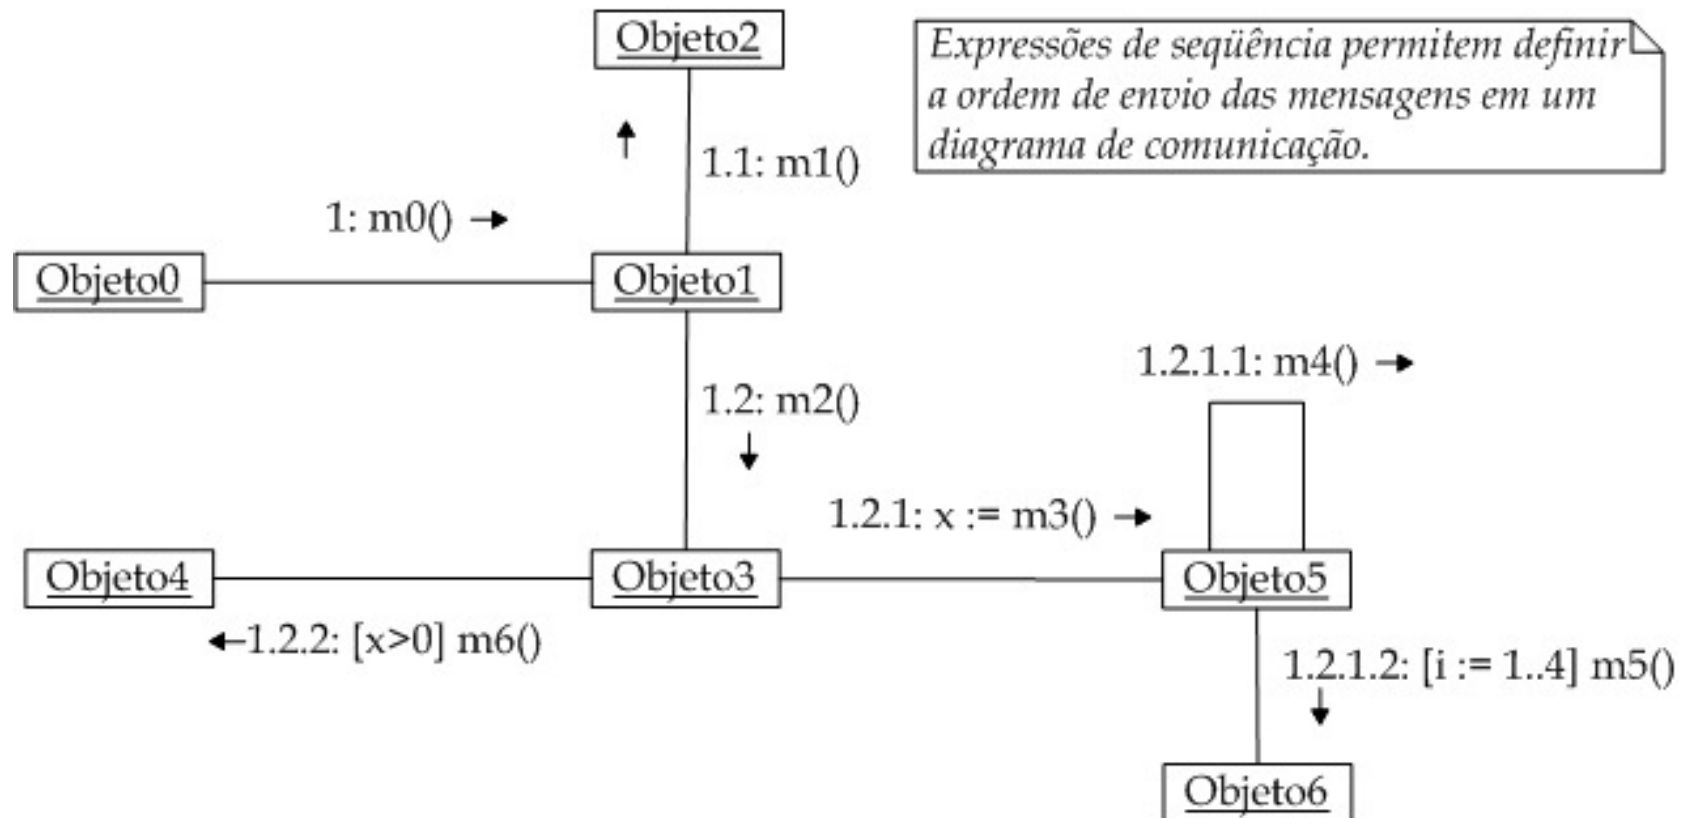 Objeto2
Expressões de seqüência permitem definir
a ordem de envio das mensagens em um
diagrama de comunicação.
1.1: m1()
1: m0()
Objeto0
Objeto1
1.2.1.1: m4()
1.2: m2()
1.2.1: x := m3()
Objeto4
Objeto3
Objeto5
1.2.2: [x>0] m6()
1.2.1.2: [i := 1..4] m5()
Objeto6